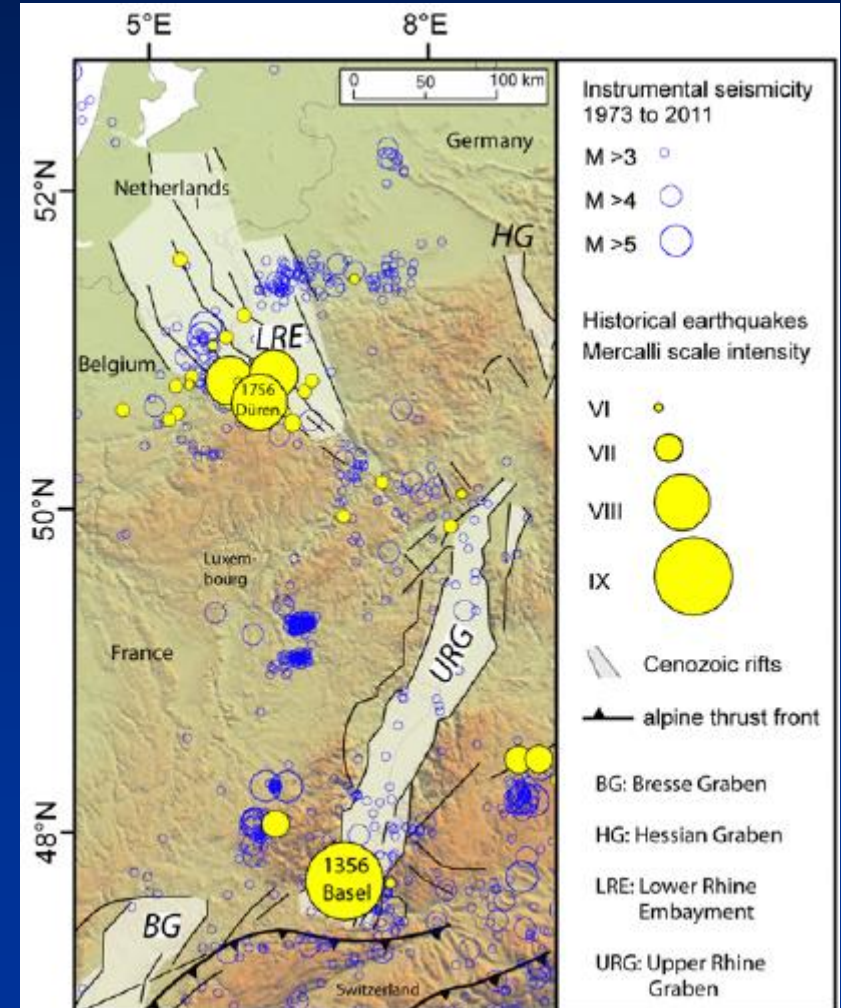 5°E
8°E
0 50 100 km
Germany
Netherlands
52°N
HG
LRE
Belgium
1756
Düren
50°N
Luxem-
bourg
France
URG
48°N
1356
Basel
BG
Switzerland
Instrumental seismicity
1973 to 2011
M >3
M >4
M >5
Historical earthquakes
Mercalli scale intensity
VI
VII
VIII
IX
Cenozoic rifts
alpine thrust front
BG: Bresse Graben
HG: Hessian Graben
LRE: Lower Rhine
Embayment
URG: Upper Rhine
Graben